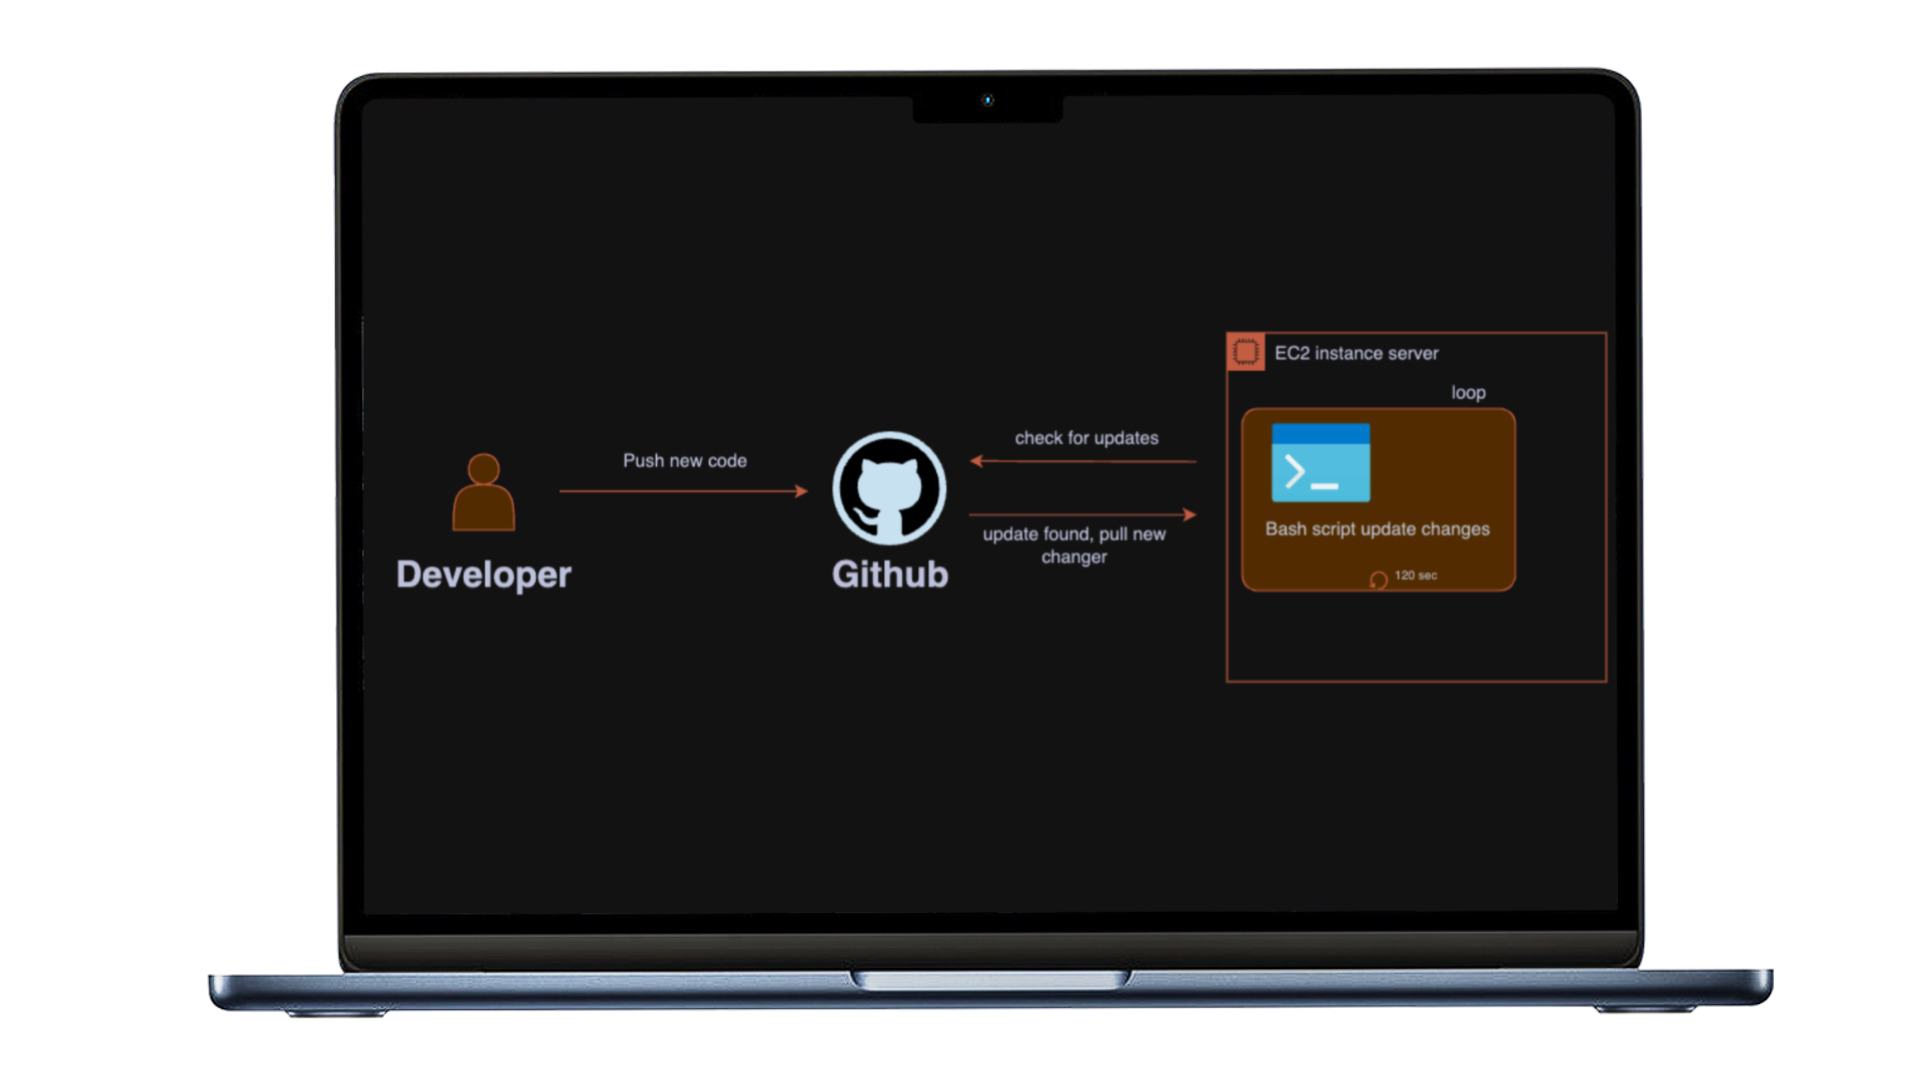 EC2 instance server
loop
check for updates
Push new code
Bash script update changes
update found, pull new
changer
Developer
Github
120 sec